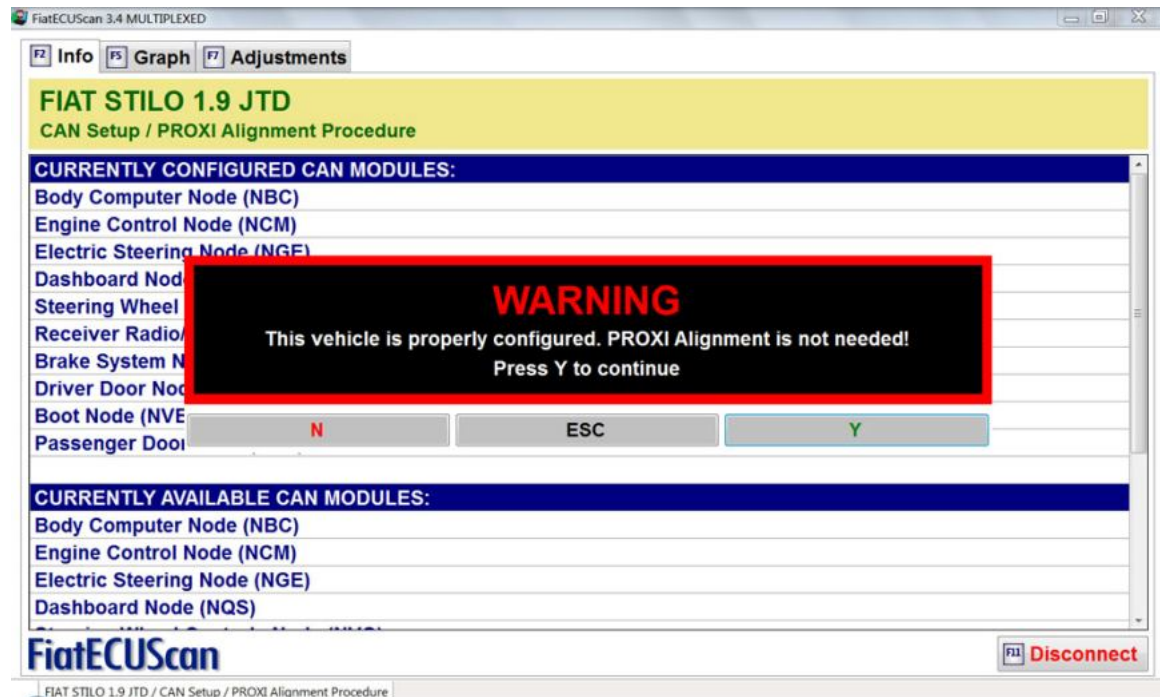 FiatECUScan 3.4 MULTIPLEXED
F2 Info F5 Graph F7 Adjustments
FIAT STILO 1.9 JTD
CAN Setup / PROXI Alignment Procedure
CURRENTLY CONFIGURED CAN MODULES:
Body Computer Node (NBC)
Engine Control Node (NCM)
Electric Steering Node (NGE)
Dashboard
Steering Wheel
Receiver Radio/
Brake System
Driver Door
Boot Node
Passenger Door
WARNING
This vehicle is properly configured. PROXI Alignment is not needed!
Press Y to continue
N ESC Y
CURRENTLY AVAILABLE CAN MODULES:
Body Computer Node (NBC)
Engine Control Node (NCM)
Electric Steering Node (NGE)
Dashboard Node (NQS)
FiatECUScan
F11 Disconnect
FIAT STILO 1.9 JTD / CAN Setup / PROXI Alignment Procedure